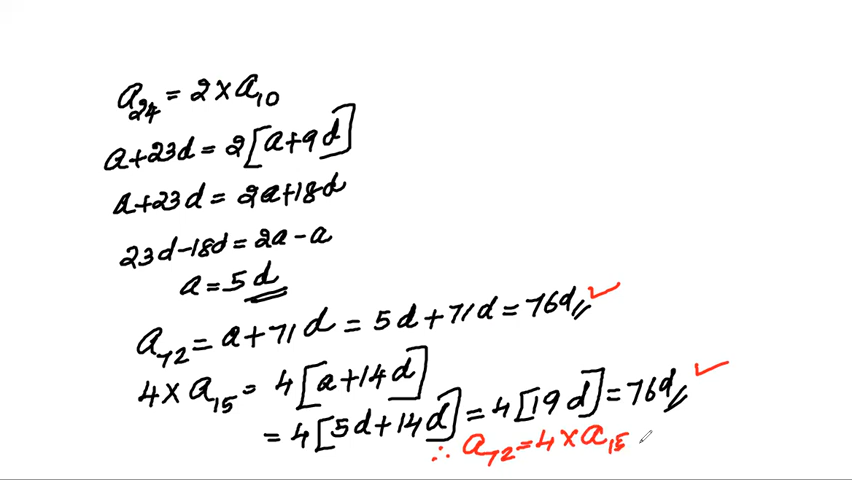 a₂₄ = 2 × a₁₀
a+23d = 2[a+9d]
a+23d = 2a+18d
23d-18d = 2a-a
a = 5d
a₇₂ = a+71d = 5d+71d = 76d ✓
4 × a₁₅ = 4[a+14d]
= 4[5d+14d] = 4[19d] = 76d ✓
∴ a₇₂ = 4 × a₁₅